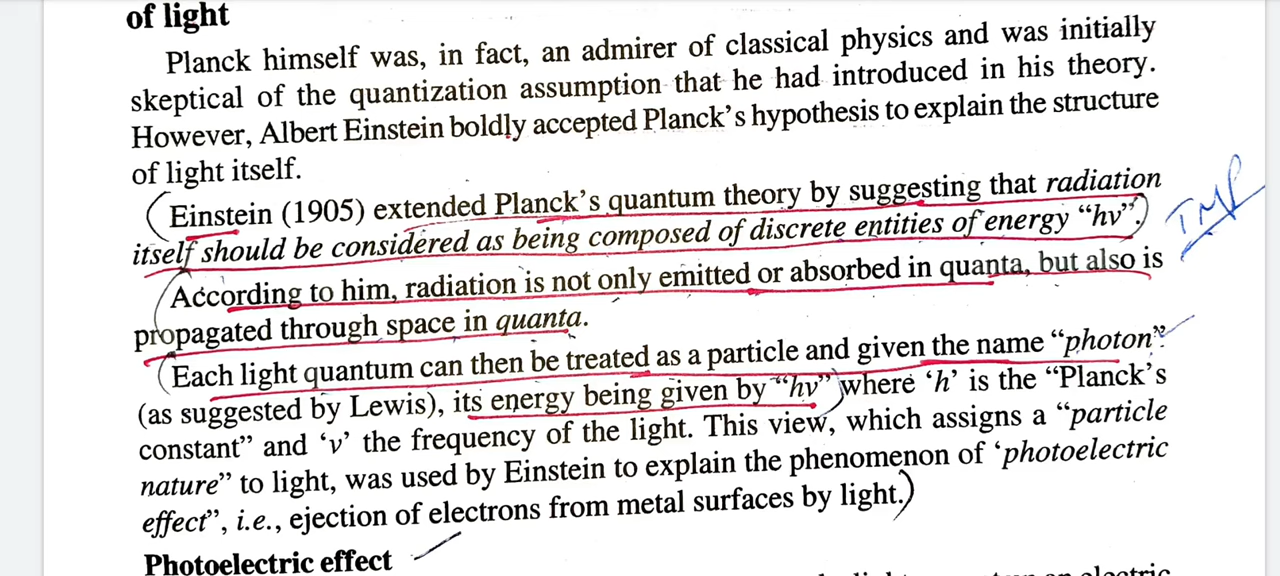 of light
Planck himself was, in fact, an admirer of classical physics and was initially
skeptical of the quantization assumption that he had introduced in his theory.
However, Albert Einstein boldly accepted Planck's hypothesis to explain the structure
of light itself.
(Einstein (1905) extended Planck's quantum theory by suggesting that radiation
itself should be considered as being composed of discrete entities of energy “hv”.)
IMP
(According to him, radiation is not only emitted or absorbed in quanta, but also is
propagated through space in quanta.
(Each light quantum can then be treated as a particle and given the name “photon”
(as suggested by Lewis), its energy being given by “hv”) where ‘h’ is the “Planck's
constant” and ‘v’ the frequency of the light. This view, which assigns a “particle
nature” to light, was used by Einstein to explain the phenomenon of ‘photoelectric
effect”, i.e., ejection of electrons from metal surfaces by light.)
Photoelectric effect